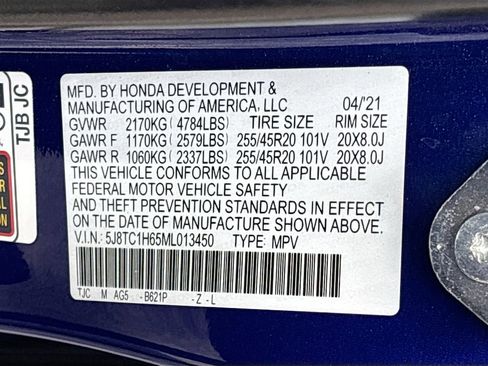 MFD. BY HONDA DEVELOPMENT &
MANUFACTURING OF AMERICA, LLC 04/'21
GVWR 2170KG (4784LBS) TIRE SIZE RIM SIZE
GAWR F 1170KG (2579LBS) 255/45R20 101V 20X8.0J
GAWR R 1060KG (2337LBS) 255/45R20 101V 20X8.0J
THIS VEHICLE CONFORMS TO ALL APPLICABLE
FEDERAL MOTOR VEHICLE SAFETY
AND THEFT PREVENTION STANDARDS IN EFFECT
ON THE DATE OF MANUFACTURE SHOWN ABOVE.
V.I.N.: 5J8TC1H65ML013450 TYPE: MPV
TJC M AG5 -B621P -Z-L
TJB JC